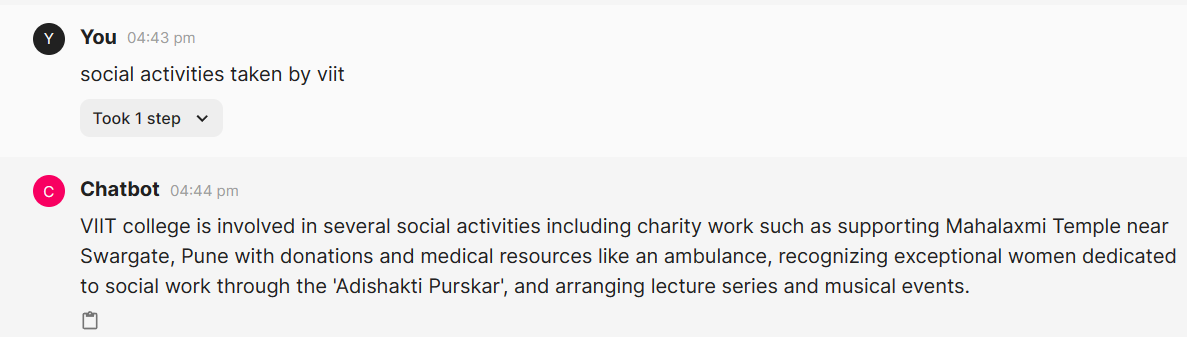 Y
You 04:43 pm
social activities taken by viit
Took 1 step
C
Chatbot 04:44 pm
VIIT college is involved in several social activities including charity work such as supporting Mahalaxmi Temple near
Swargate, Pune with donations and medical resources like an ambulance, recognizing exceptional women dedicated
to social work through the 'Adishakti Purskar', and arranging lecture series and musical events.